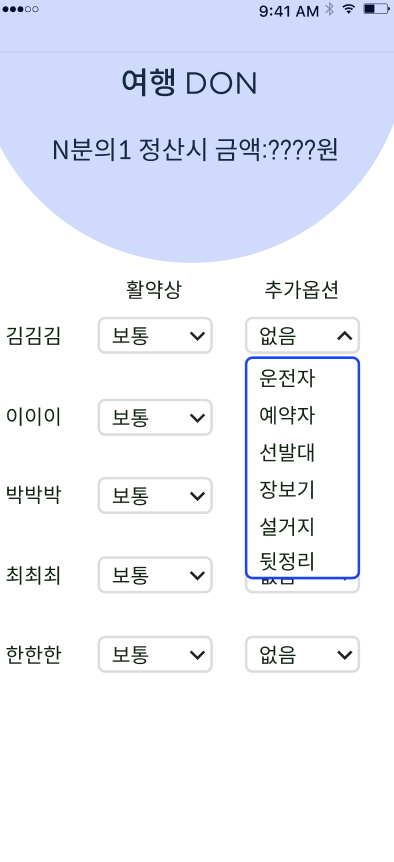 9:41 AM
여행 DON
N분의1 정산시 금액:????원
활약상 추가옵션
김김김 보통 없음
운전자
예약자
이이이 보통
선발대
박박박 보통 장보기
설거지
뒷정리
최최최 보통 없음
한한한 보통 없음